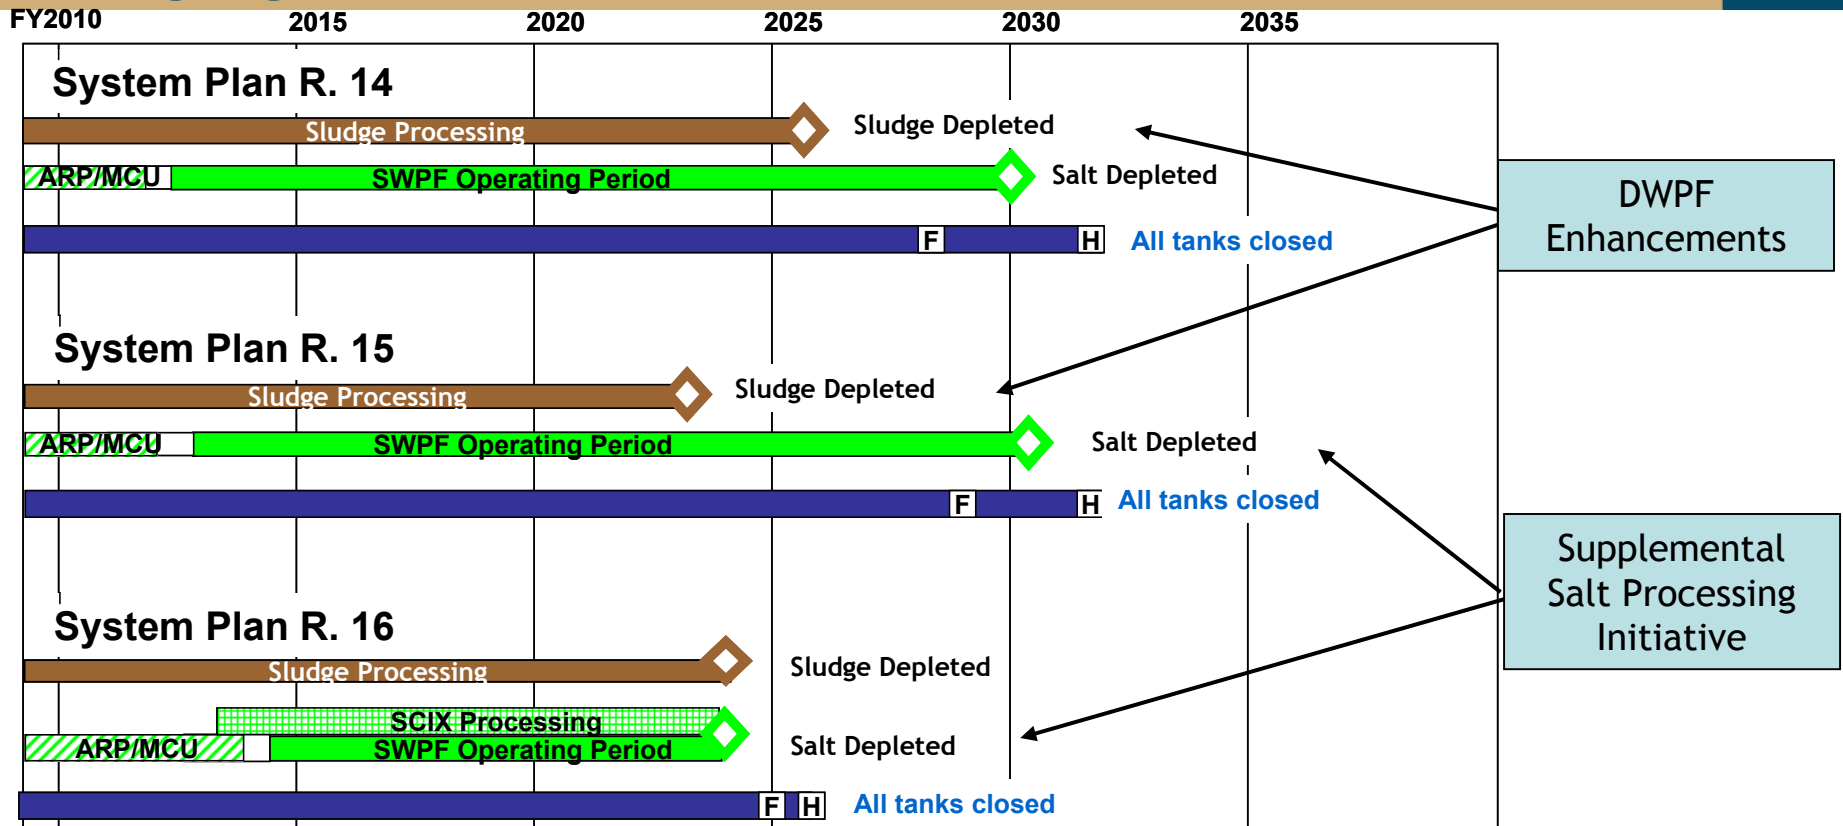 FY2010 2015 2020 2025 2030 2035
System Plan R. 14
Sludge Processing
Sludge Depleted
ARP/MCU
SWPF Operating Period
Salt Depleted
F
H
All tanks closed
DWPF
Enhancements
System Plan R. 15
Sludge Processing
Sludge Depleted
ARP/MCU
SWPF Operating Period
Salt Depleted
F
H
All tanks closed
Supplemental
Salt Processing
Initiative
System Plan R. 16
Sludge Processing
Sludge Depleted
SCIX Processing
ARP/MCU
SWPF Operating Period
Salt Depleted
F
H
All tanks closed